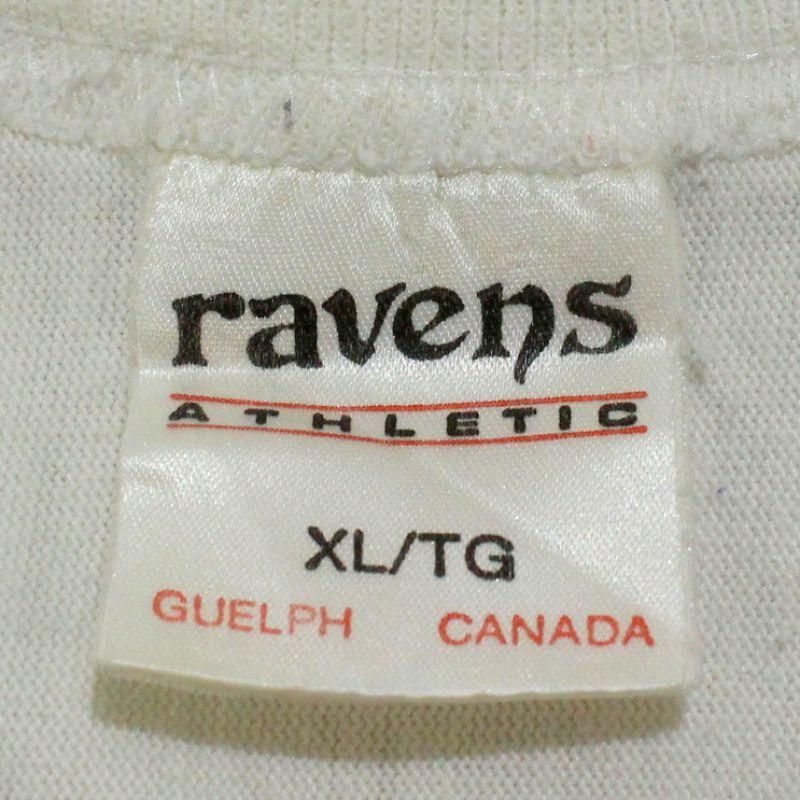 ravens
ATHLETIC
XL/TG
GUELPH CANADA